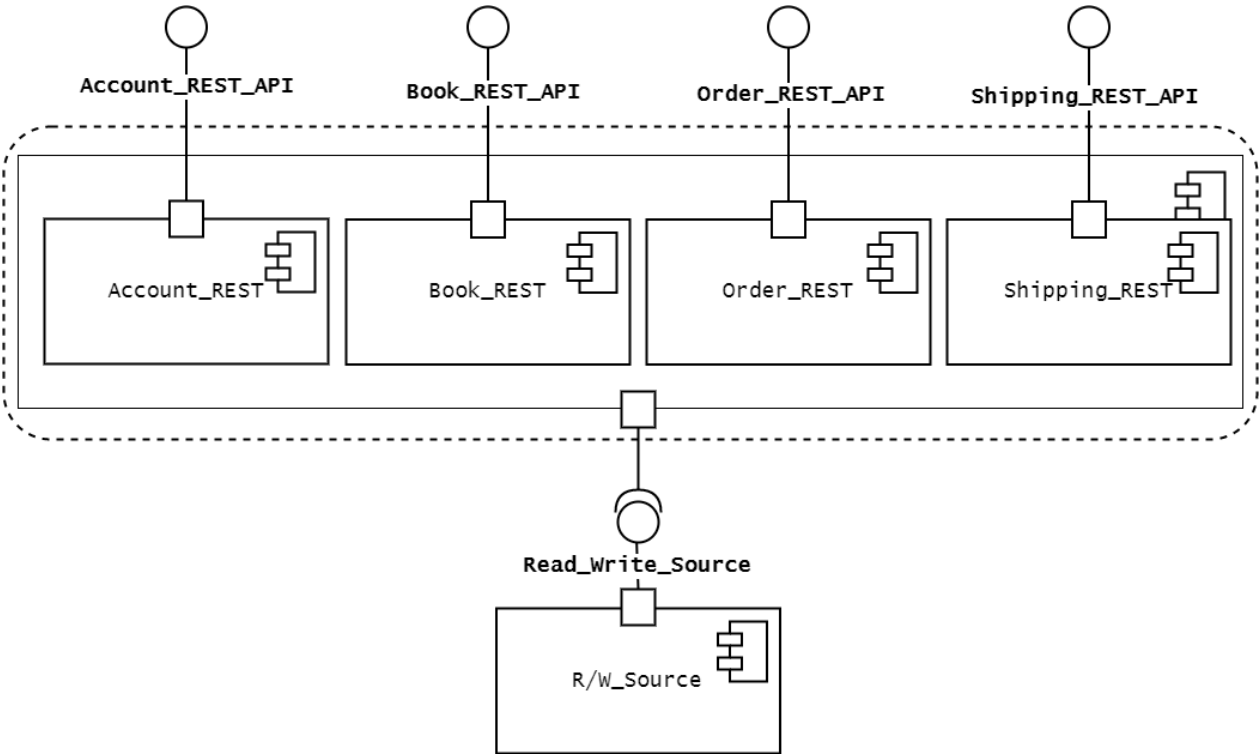 Account_REST_API
Book_REST_API
Order_REST_API
Shipping_REST_API
Account_REST
Book_REST
Order_REST
Shipping_REST
Read_Write_Source
R/W_Source